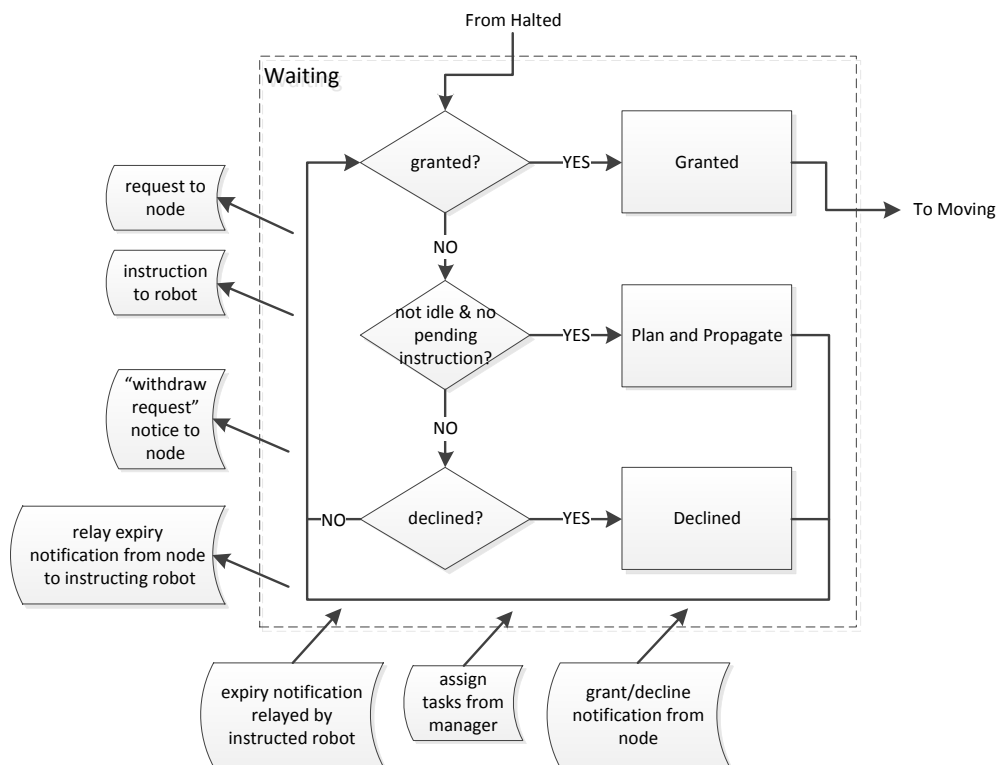 From Halted
Waiting
granted?
YES
Granted
To Moving
NO
request to
node
instruction
to robot
not idle & no
pending
instruction?
YES
Plan and Propagate
NO
“withdraw
request”
notice to
node
declined?
NO
YES
Declined
relay expiry
notification from node
to instructing robot
expiry notification
relayed by
instructed robot
assign
tasks from
manager
grant/decline
notification from
node